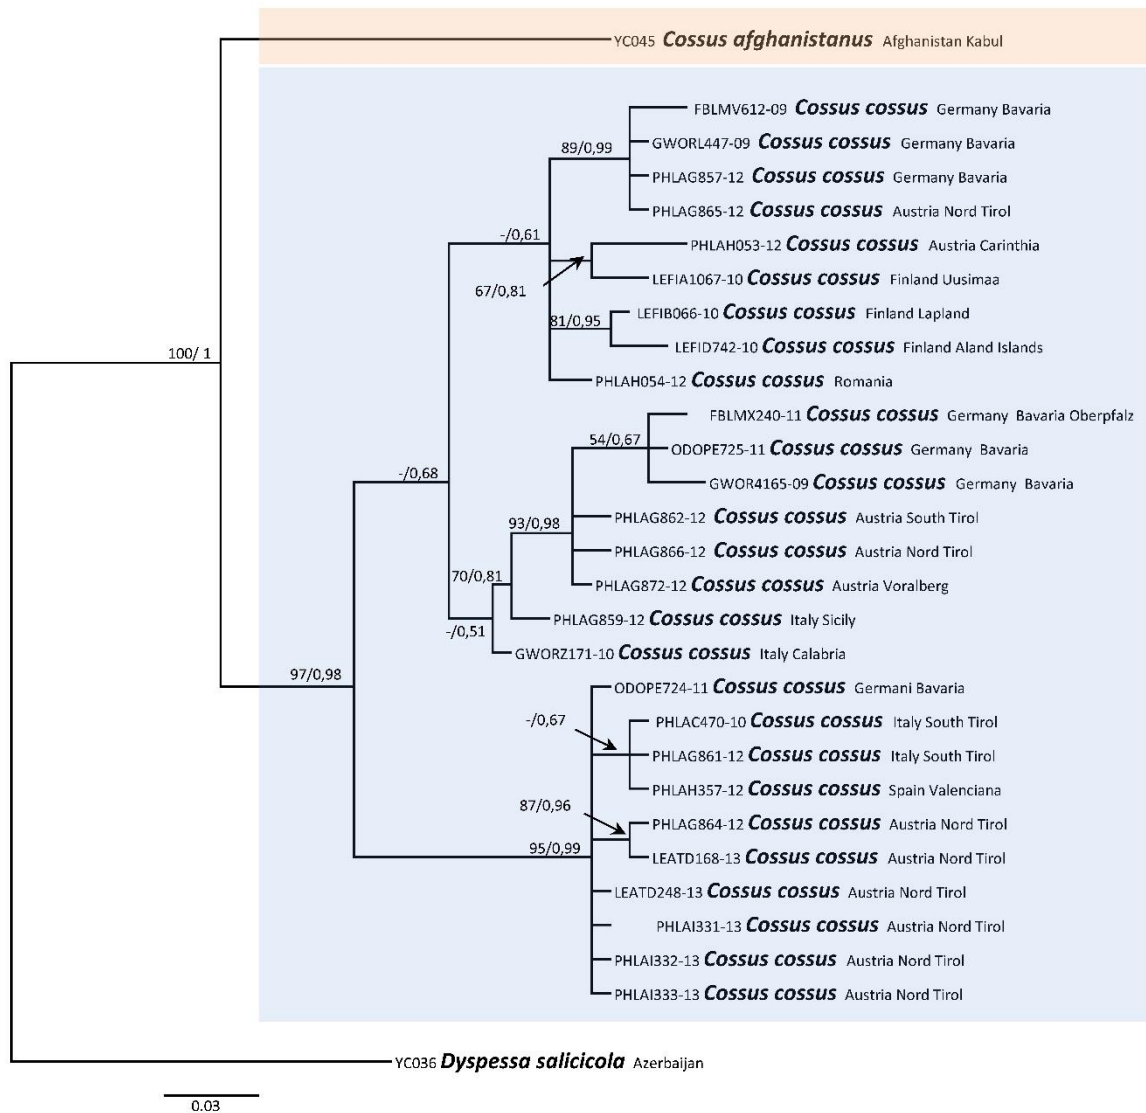 YC045 Cossus afghanistanus Afghanistan Kabul
FBLMV612-09 Cossus cossus Germany Bavaria
89/0,99
GWORL447-09 Cossus cossus Germany Bavaria
PHLAG857-12 Cossus cossus Germany Bavaria
PHLAG865-12 Cossus cossus Austria Nord Tirol
-/0,61
PHLAH053-12 Cossus cossus Austria Carinthia
67/0,81
LEFIA1067-10 Cossus cossus Finland Uusimaa
LEFIB066-10 Cossus cossus Finland Lapland
81/0,95
LEFID742-10 Cossus cossus Finland Aland Islands
100/ 1
PHLAH054-12 Cossus cossus Romania
FBLMX240-11 Cossus cossus Germany Bavaria Oberpfalz
54/0,67
ODOPE725-11 Cossus cossus Germany Bavaria
-/0,68
GWOR4165-09 Cossus cossus Germany Bavaria
PHLAG862-12 Cossus cossus Austria South Tirol
93/0,98
PHLAG866-12 Cossus cossus Austria Nord Tirol
70/0,81
PHLAG872-12 Cossus cossus Austria Voralberg
PHLAG859-12 Cossus cossus Italy Sicily
-/0,51
GWORZ171-10 Cossus cossus Italy Calabria
97/0,98
ODOPE724-11 Cossus cossus Germani Bavaria
-/0,67
PHLAC470-10 Cossus cossus Italy South Tirol
PHLAG861-12 Cossus cossus Italy South Tirol
PHLAH357-12 Cossus cossus Spain Valenciana
87/0,96
PHLAG864-12 Cossus cossus Austria Nord Tirol
95/0,99
LEATD168-13 Cossus cossus Austria Nord Tirol
LEATD248-13 Cossus cossus Austria Nord Tirol
PHLAI331-13 Cossus cossus Austria Nord Tirol
PHLAI332-13 Cossus cossus Austria Nord Tirol
PHLAI333-13 Cossus cossus Austria Nord Tirol
YC036 Dyspessa salicicola Azerbaijan
0.03